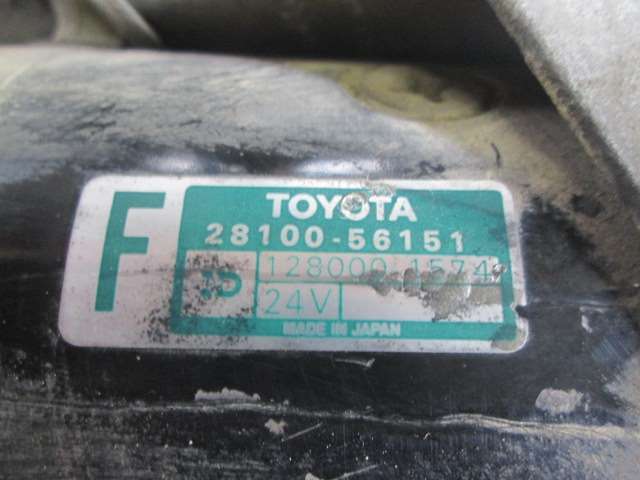 F
TOYOTA
28100-56151
128000-1574
24V
MADE IN JAPAN